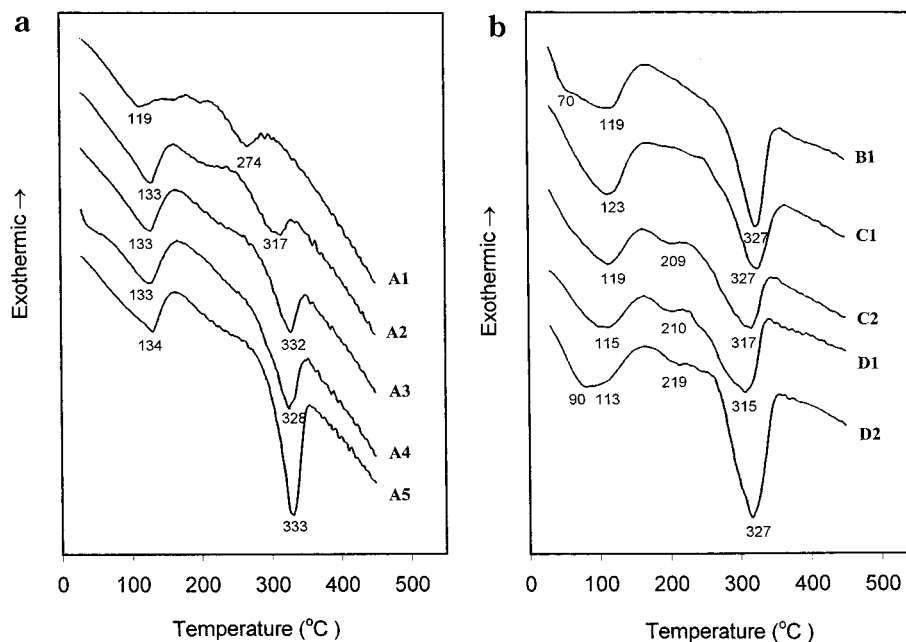 a
119
274
133
133
317
A1
A2
133
332
A3
134
328
A4
A5
333
Exothermic →
0 100 200 300 400 500
Temperature (°C)
b
70
119
B1
123
327
C1
327
119
209
C2
115
210
317
D1
90
113
219
315
D2
327
Exothermic →
0 100 200 300 400 500
Temperature (°C)